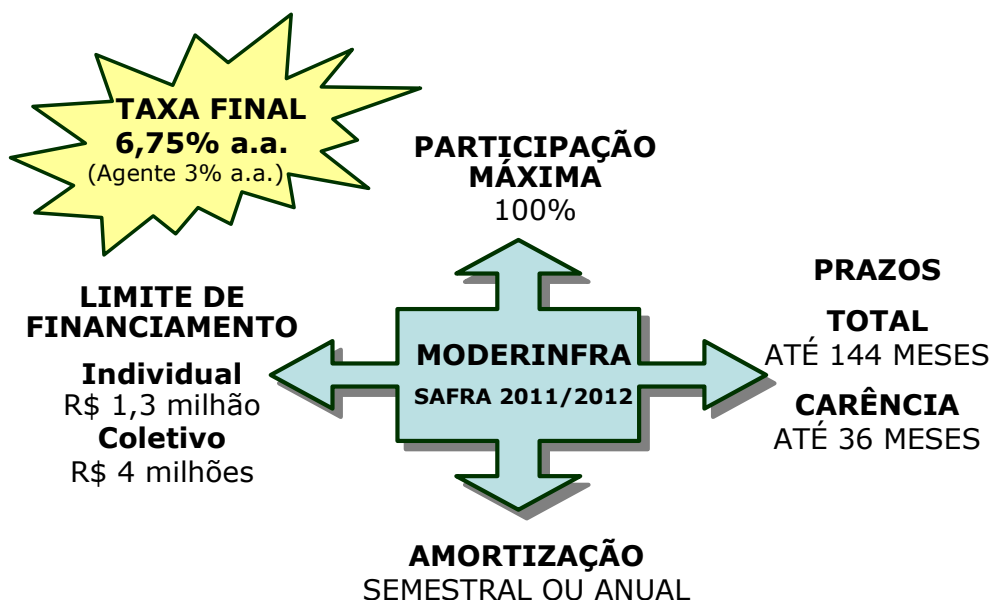 TAXA FINAL
6,75% a.a.
(Agente 3% a.a.)
PARTICIPAÇÃO
MÁXIMA
100%
LIMITE DE
FINANCIAMENTO
Individual
R$ 1,3 milhão
Coletivo
R$ 4 milhões
MODERINFRA
SAFRA 2011/2012
PRAZOS
TOTAL
ATÉ 144 MESES
CARÊNCIA
ATÉ 36 MESES
AMORTIZAÇÃO
SEMESTRAL OU ANUAL